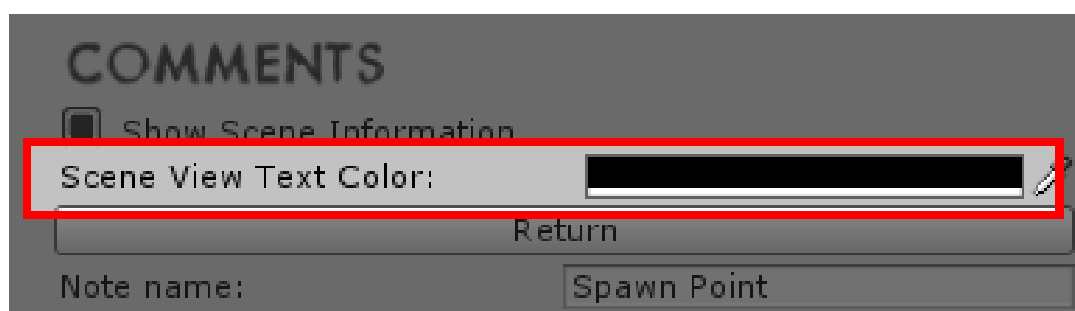 COMMENTS
Show Scene Information
Scene View Text Color:
Return
Note name: Spawn Point